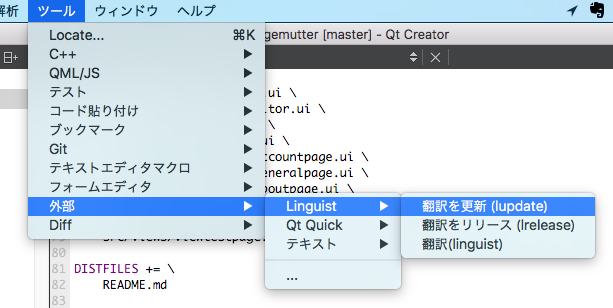 解析 ツール ウィンドウ ヘルプ
gemutter [master] - Qt Creator
Locate... ⌘K
C++
QML/JS
テスト
コード貼り付け
ブックマーク
Git
テキストエディタマクロ
フォームエディタ
外部
Diff
.ui \
tor.ui \
\
ui \
ccountpage.ui \
eneralpage.ui \
boutpage.ui \
Linguist
Qt Quick
テキスト
...
翻訳を更新 (lupdate)
翻訳をリリース (lrelease)
翻訳(linguist)
80
81 DISTFILES += \
82 README.md
83